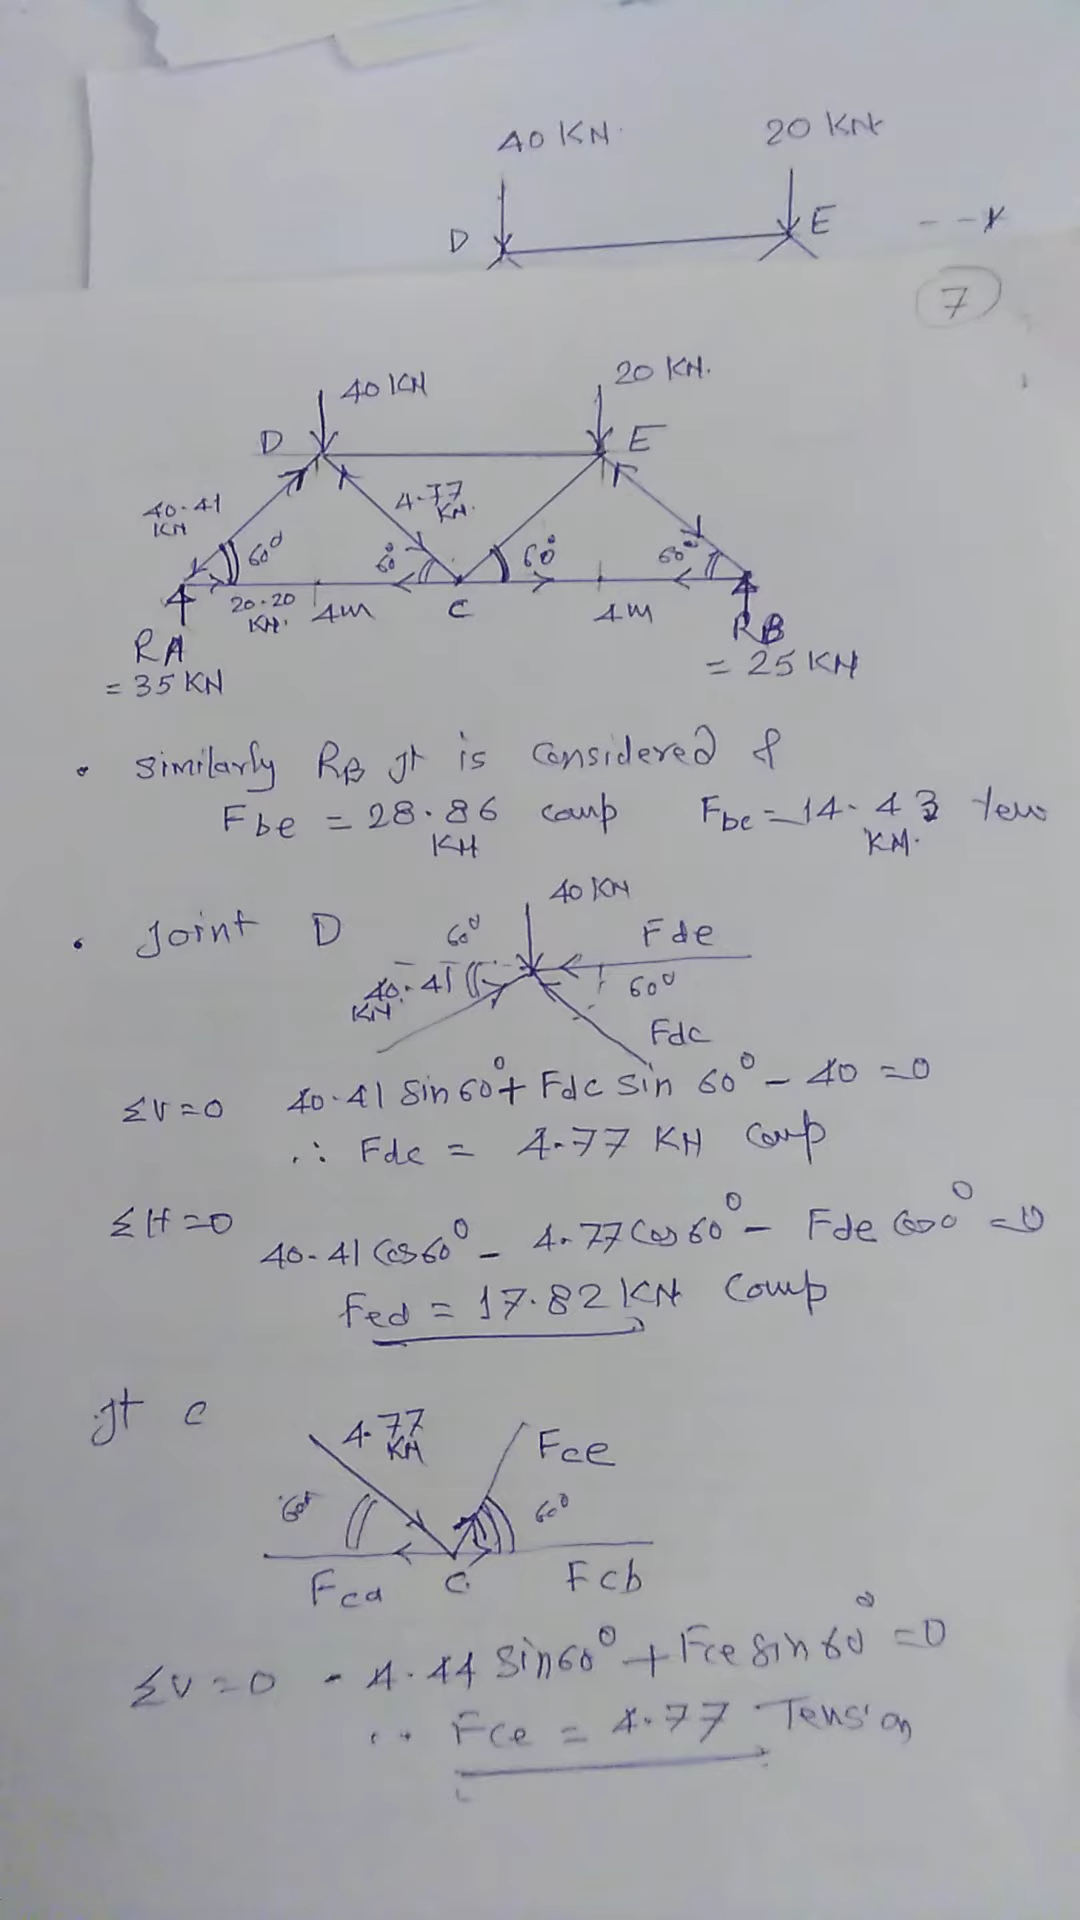 40 KN 20 KN
D E
7
40 KN 20 KN.
D E
40.41 KN 4.77 KN.
60° 60° 60° 60°
20.20 KN. 4m C 4m
RA = 35 KN RB = 25 KN
• Similarly RB Jt is Considered &
Fbe = 28.86 KN comp Fbc = 14.43 KN. Ten
• Joint D 60° 40 KN Fde
40.41 KN 60°
Fdc
ΣV=0 40.41 Sin 60° + Fdc Sin 60° - 40 = 0
∴ Fdc = 4.77 KN Comp
ΣH=0 40.41 Cos 60° - 4.77 Cos 60° - Fde Cos 0° = 0
Fed = 17.82 KN Comp
Jt C 4.77 KN Fce
60° 60°
Fca C Fcb
ΣV=0 - 4.44 Sin 60° + Fce Sin 60° = 0
∴ Fce = 4.77 Tension